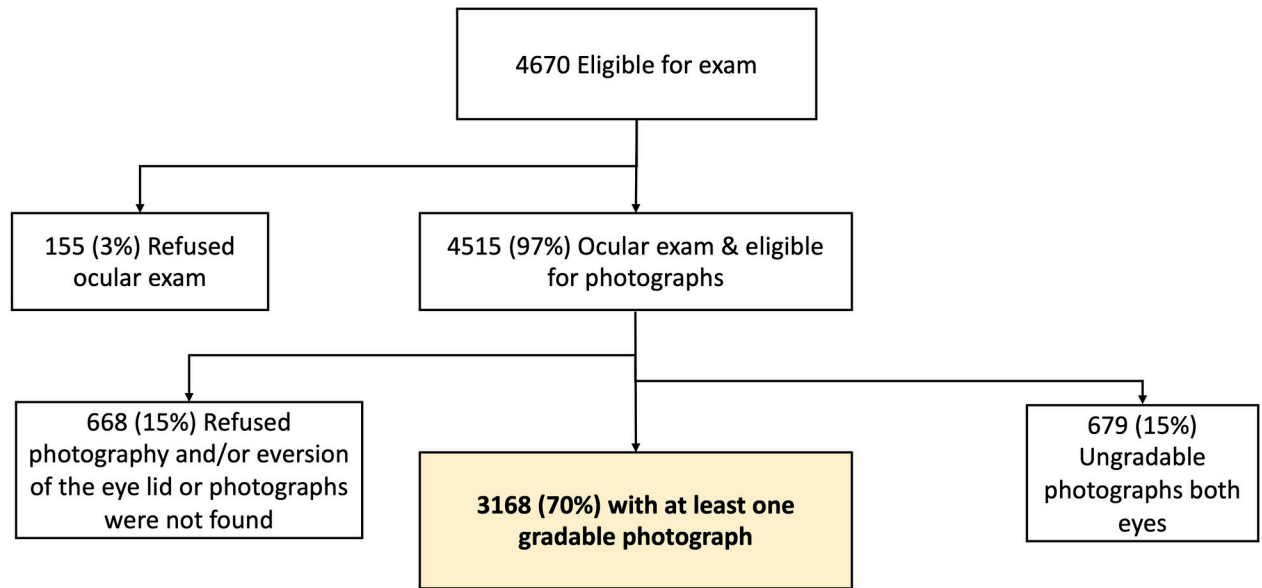 4670 Eligible for exam
155 (3%) Refused
ocular exam
4515 (97%) Ocular exam & eligible
for photographs
668 (15%) Refused
photography and/or eversion
of the eye lid or photographs
were not found
3168 (70%) with at least one
gradable photograph
679 (15%)
Ungradable
photographs both
eyes